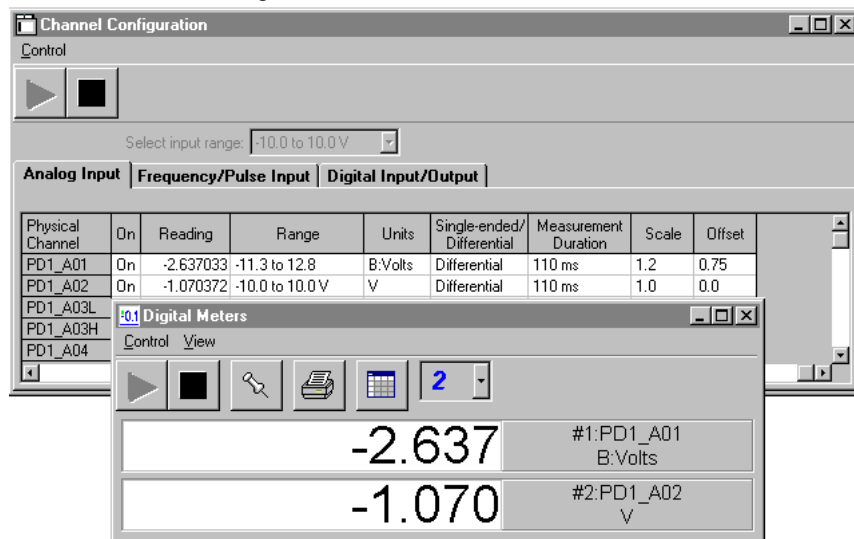 Channel Configuration
Control
Select input range: -10.0 to 10.0 V
Analog Input Frequency/Pulse Input Digital Input/Output
Physical Channel On Reading Range Units Single-ended/ Differential Measurement Duration Scale Offset
PD1_A01 On -2.637033 -11.3 to 12.8 B:Volts Differential 110 ms 1.2 0.75
PD1_A02 On -1.070372 -10.0 to 10.0 V V Differential 110 ms 1.0 0.0
PD1_A03L
PD1_A03H
PD1_A04
-0.1 Digital Meters
Control View
2
-2.637 #1:PD1_A01
B:Volts
-1.070 #2:PD1_A02
V